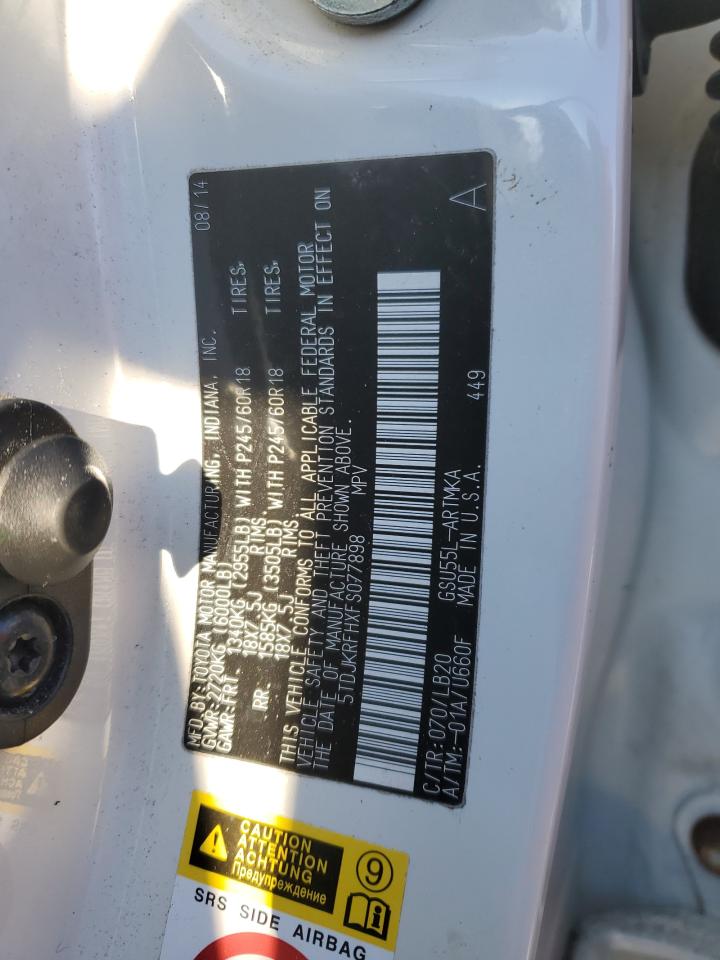 MFD.BY:TOYOTA MOTOR MANUFACTURING, INDIANA, INC. 08/14
GVWR:2720KG (6000LB)
GAWR-FRT 1340KG (2955LB) WITH P245/60R18 TIRES,
18X7.5J RIMS
RR. 1585KG (3505LB) WITH P245/60R18 TIRES,
18X7.5J RIMS
THIS VEHICLE CONFORMS TO ALL APPLICABLE FEDERAL MOTOR
VEHICLE SAFETY AND THEFT PREVENTION STANDARDS IN EFFECT ON
THE DATE OF MANUFACTURE SHOWN ABOVE.
5TDJKRFHXFS077898 MPV
C/TR:070/LB20 GSU55L-ARTMKA 449 A
A/TM:-01A/U660F MADE IN U.S.A.
CAUTION
ATTENTION
ACHTUNG
Предупреждение
9
SRS SIDE AIRBAG